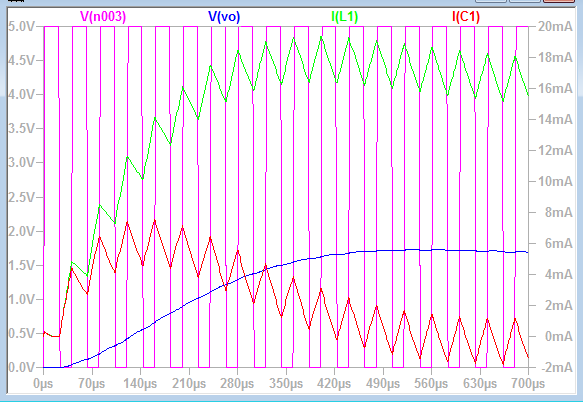 V(n003) V(vo) I(L1) I(C1)
5.0V 20mA
4.5V 18mA
4.0V 16mA
3.5V 14mA
3.0V 12mA
2.5V 10mA
2.0V 8mA
1.5V 6mA
1.0V 4mA
0.5V 2mA
0.0V 0mA
-2mA
0µs 70µs 140µs 210µs 280µs 350µs 420µs 490µs 560µs 630µs 700µs